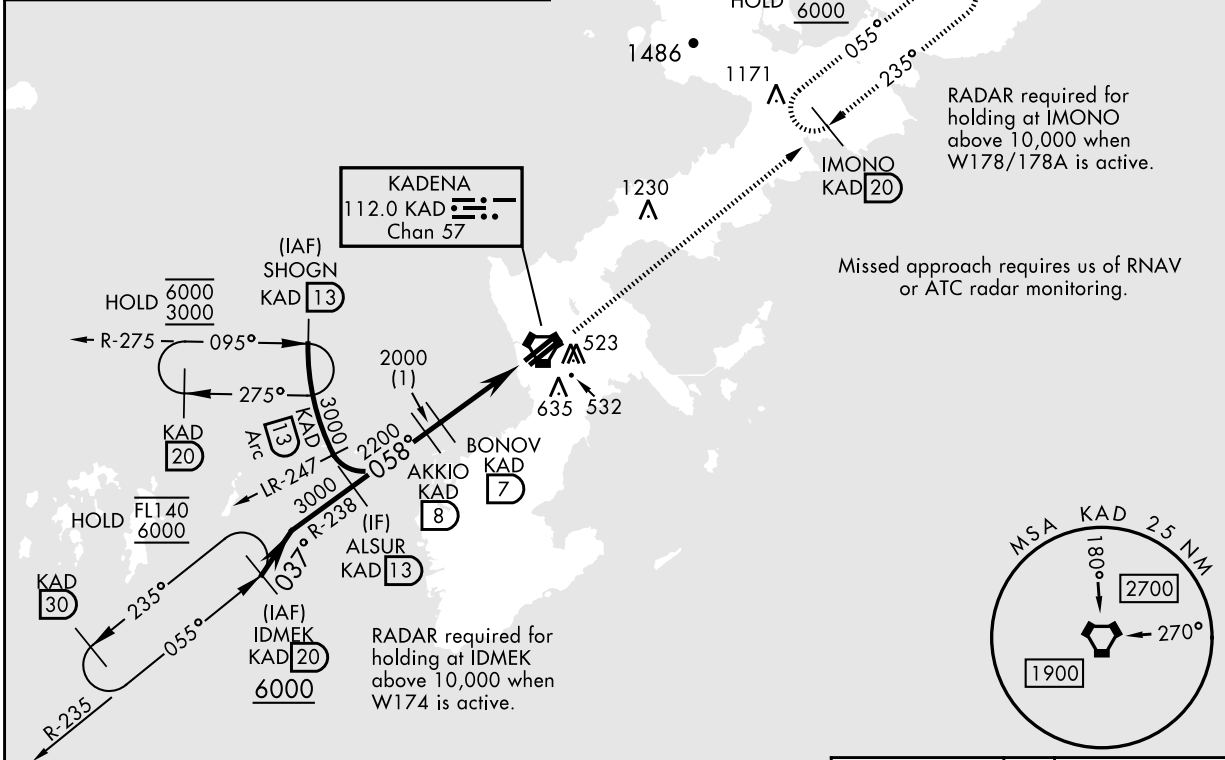 HOLD 6000
1486
1171
055°
235°
RADAR required for
holding at IMONO
above 10,000 when
W178/178A is active.
IMONO
KAD 20
1230
KADENA
112.0 KAD
Chan 57
Missed approach requires us of RNAV
or ATC radar monitoring.
(IAF)
SHOGN
KAD 13
HOLD 6000
3000
R-275
095°
275°
KAD
20
3000
KAD
13
Arc
LR-247
2200
058°
2000
(1)
523
635
532
BONOV
KAD
7
AKKIO
KAD
8
3000
R-238
(IF)
ALSUR
KAD 13
HOLD FL140
6000
037°
KAD
30
235°
055°
R-235
(IAF)
IDMEK
KAD 20
6000
RADAR required for
holding at IDMEK
above 10,000 when
W174 is active.
MSA KAD 25 NM
180°
2700
270°
1900